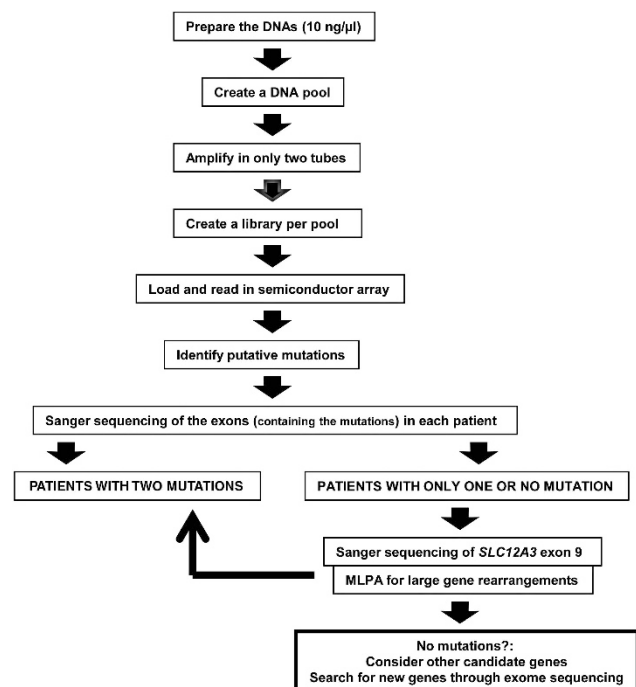 Prepare the DNAs (10 ng/µl)
Create a DNA pool
Amplify in only two tubes
Create a library per pool
Load and read in semiconductor array
Identify putative mutations
Sanger sequencing of the exons (containing the mutations) in each patient
PATIENTS WITH TWO MUTATIONS
PATIENTS WITH ONLY ONE OR NO MUTATION
Sanger sequencing of SLC12A3 exon 9
MLPA for large gene rearrangements
No mutations?:
Consider other candidate genes
Search for new genes through exome sequencing